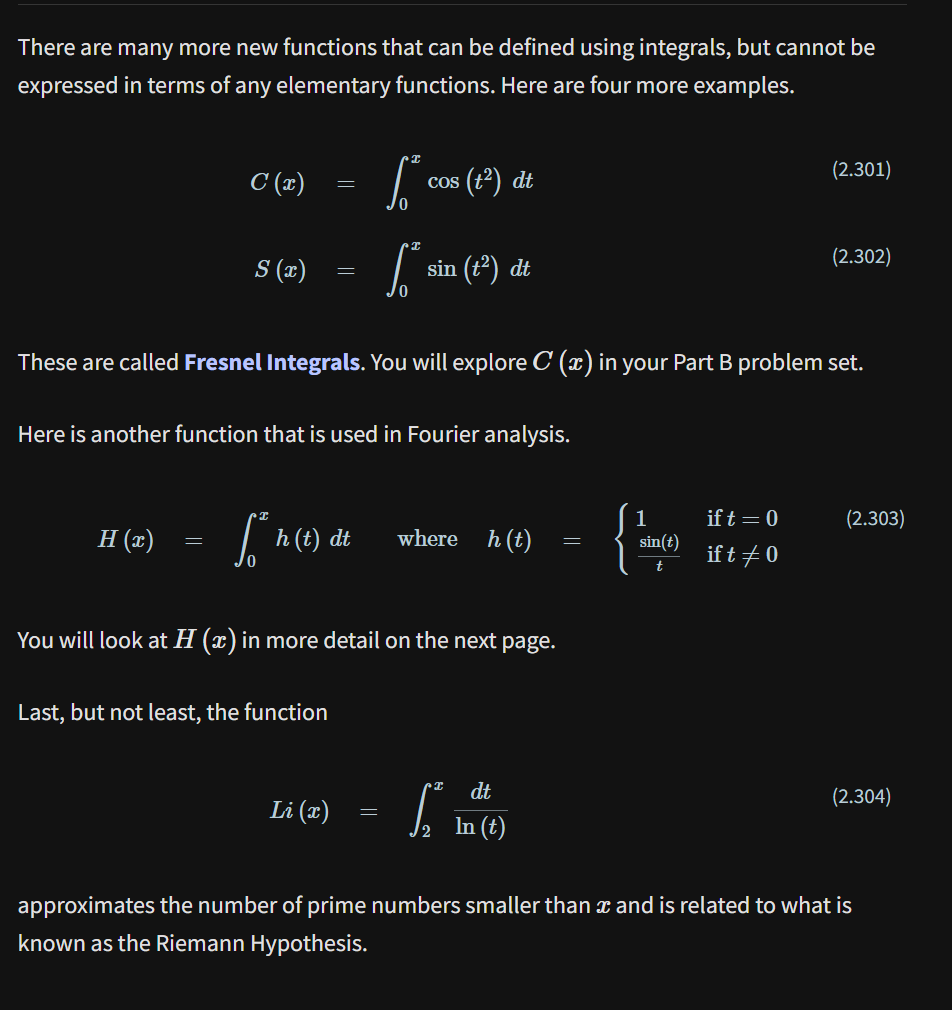 There are many more new functions that can be defined using integrals, but cannot be
expressed in terms of any elementary functions. Here are four more examples.
C (x) = ∫₀ˣ cos (t²) dt (2.301)
S (x) = ∫₀ˣ sin (t²) dt (2.302)
These are called Fresnel Integrals. You will explore C (x) in your Part B problem set.
Here is another function that is used in Fourier analysis.
H (x) = ∫₀ˣ h (t) dt where h (t) = { 1 if t = 0; sin(t)/t if t ≠ 0 (2.303)
You will look at H (x) in more detail on the next page.
Last, but not least, the function
Li (x) = ∫₂ˣ dt/ln (t) (2.304)
approximates the number of prime numbers smaller than x and is related to what is
known as the Riemann Hypothesis.